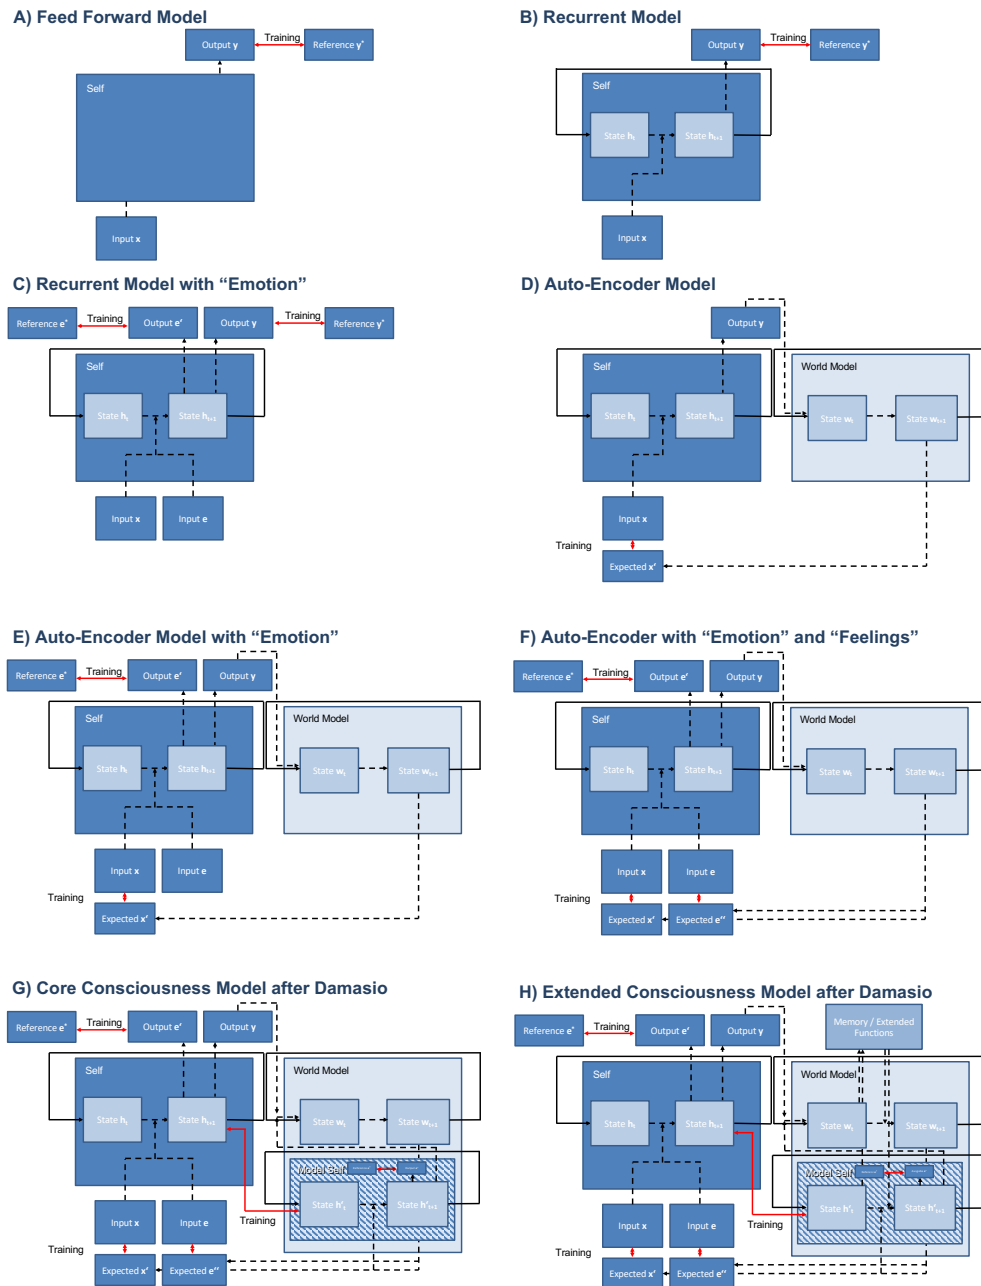 A) Feed Forward Model
Training
Output y
Reference y*
Self
Input x
B) Recurrent Model
Training
Output y
Reference y*
Self
State hₜ
State hₜ₊₁
Input x
C) Recurrent Model with “Emotion”
Reference e*
Training
Output e'
Output y
Training
Reference y*
Self
State hₜ
State hₜ₊₁
Input x
Input e
D) Auto-Encoder Model
Output y
Self
World Model
State hₜ
State hₜ₊₁
State wₜ
State wₜ₊₁
Input x
Training
Expected x'
E) Auto-Encoder Model with “Emotion”
Reference e*
Training
Output e'
Output y
Self
World Model
State hₜ
State hₜ₊₁
State wₜ
State wₜ₊₁
Input x
Input e
Training
Expected x'
F) Auto-Encoder with “Emotion” and “Feelings”
Reference e*
Training
Output e'
Output y
Self
World Model
State hₜ
State hₜ₊₁
State wₜ
State wₜ₊₁
Input x
Input e
Training
Expected x'
Expected e''
G) Core Consciousness Model after Damasio
Reference e*
Training
Output e'
Output y
Self
World Model
State hₜ
State hₜ₊₁
State wₜ
State wₜ₊₁
Model Self
State h'ₜ
State h'ₜ₊₁
Input x
Input e
Training
Training
Expected x'
Expected e''
H) Extended Consciousness Model after Damasio
Reference e*
Training
Output e'
Output y
Memory / Extended
Functions
Self
World Model
State hₜ
State hₜ₊₁
State wₜ
State wₜ₊₁
Model Self
State h'ₜ
State h'ₜ₊₁
Input x
Input e
Training
Training
Expected x'
Expected e''